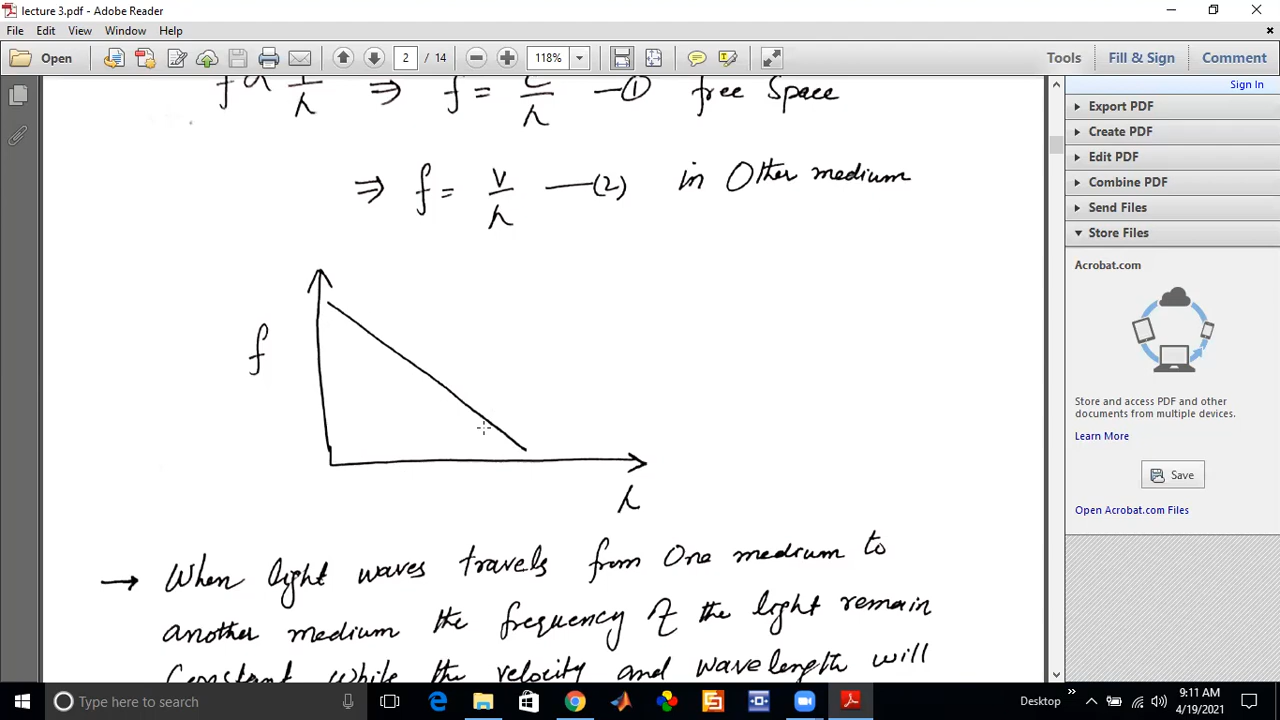 lecture 3.pdf - Adobe Reader
File Edit View Window Help
Open 2 / 14 118% Tools Fill & Sign Comment
Sign In
f α 1/λ ⇒ f = C/λ —① free Space
⇒ f = v/λ —(2) in Other medium
f
λ
→ When light waves travels from One medium to
another medium the frequency of the light remain
Constant while the velocity and wavelength will
Export PDF
Create PDF
Edit PDF
Combine PDF
Send Files
Store Files
Acrobat.com
Store and access PDF and other
documents from multiple devices.
Learn More
Save
Open Acrobat.com Files
Type here to search
Desktop
9:11 AM
4/19/2021